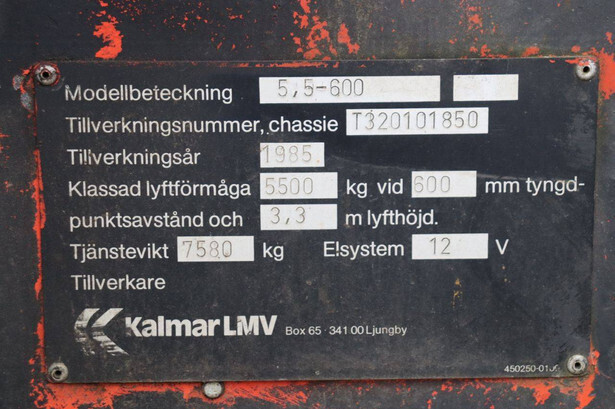 Modellbeteckning 5,5-600
Tillverkningsnummer, chassie T320101850
Tillverkningsår 1985.
Klassad lyftförmåga 5500 kg vid 600 mm tyngd-
punktsavstånd och 3,3 m lyfthöjd.
Tjänstevikt 7580 kg Elsystem 12 V
Tillverkare
Kalmar LMV Box 65 · 341 00 Ljungby